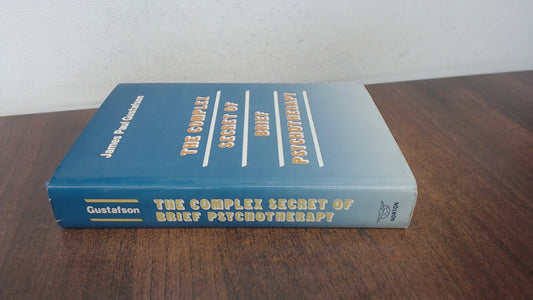 James Paul Gustafson
THE COMPLEX
SECRET OF
BRIEF
PSYCHOTHERAPY
Gustafson
THE COMPLEX SECRET OF
BRIEF PSYCHOTHERAPY
NORTON